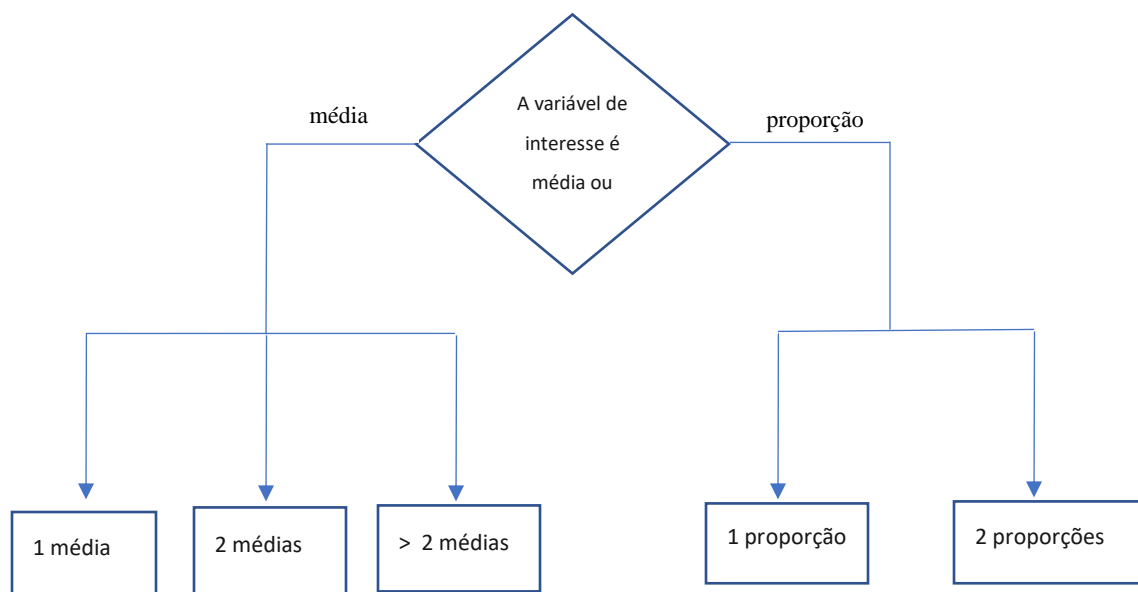 A variável de
interesse é
média ou
média
proporção
1 média
2 médias
> 2 médias
1 proporção
2 proporções